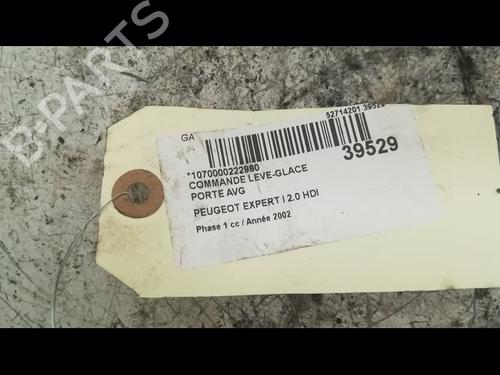 B-PARTS
GA
52714201 39529
*1070000222980
COMMANDE LEVE-GLACE
39529
PORTE AVG
PEUGEOT EXPERT I 2.0 HDI
Phase 1 cc / Année 2002